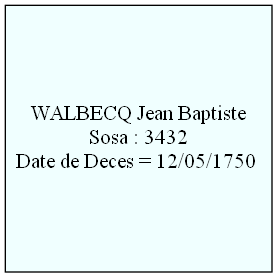 WALBECQ Jean Baptiste
Sosa : 3432
Date de Deces = 12/05/1750